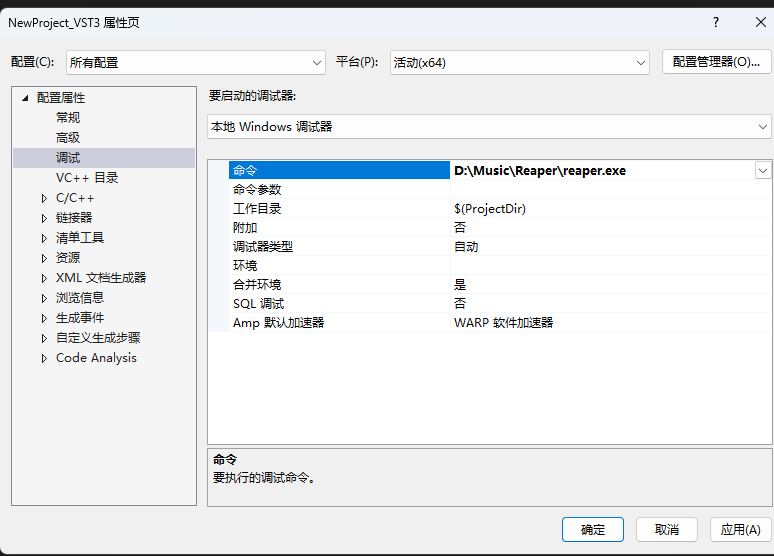 NewProject_VST3 属性页
配置(C): 所有配置 平台(P): 活动(x64) 配置管理器(O)...
配置属性
常规
高级
调试
VC++ 目录
C/C++
链接器
清单工具
资源
XML 文档生成器
浏览信息
生成事件
自定义生成步骤
Code Analysis
要启动的调试器:
本地 Windows 调试器
命令 D:\Music\Reaper\reaper.exe
命令参数
工作目录 $(ProjectDir)
附加 否
调试器类型 自动
环境
合并环境 是
SQL 调试 否
Amp 默认加速器 WARP 软件加速器
命令
要执行的调试命令。
确定 取消 应用(A)